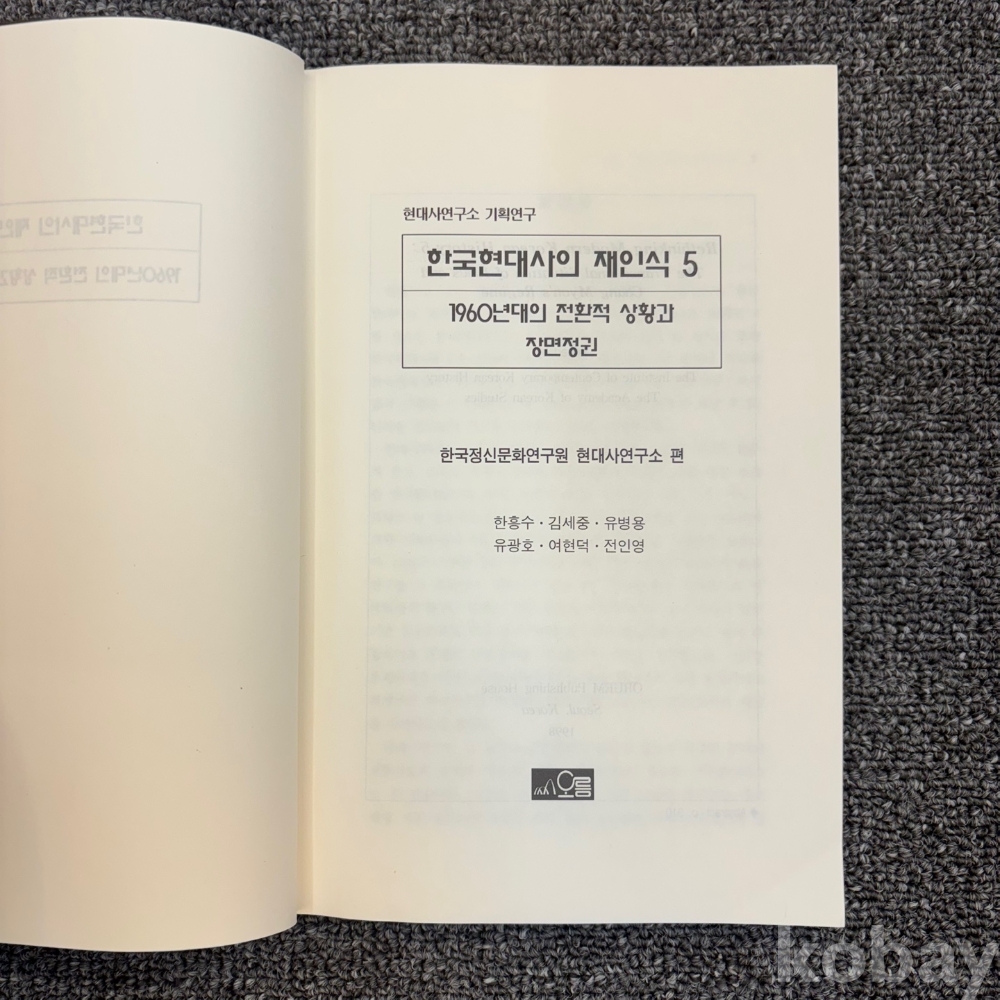 현대사연구소 기획연구
한국현대사의 재인식 5
1960년대의 전환적 상황과
장면정권
한국정신문화연구원 현대사연구소 편
한흥수·김세중·유병용
유광호·여현덕·전인영
오름
kobay